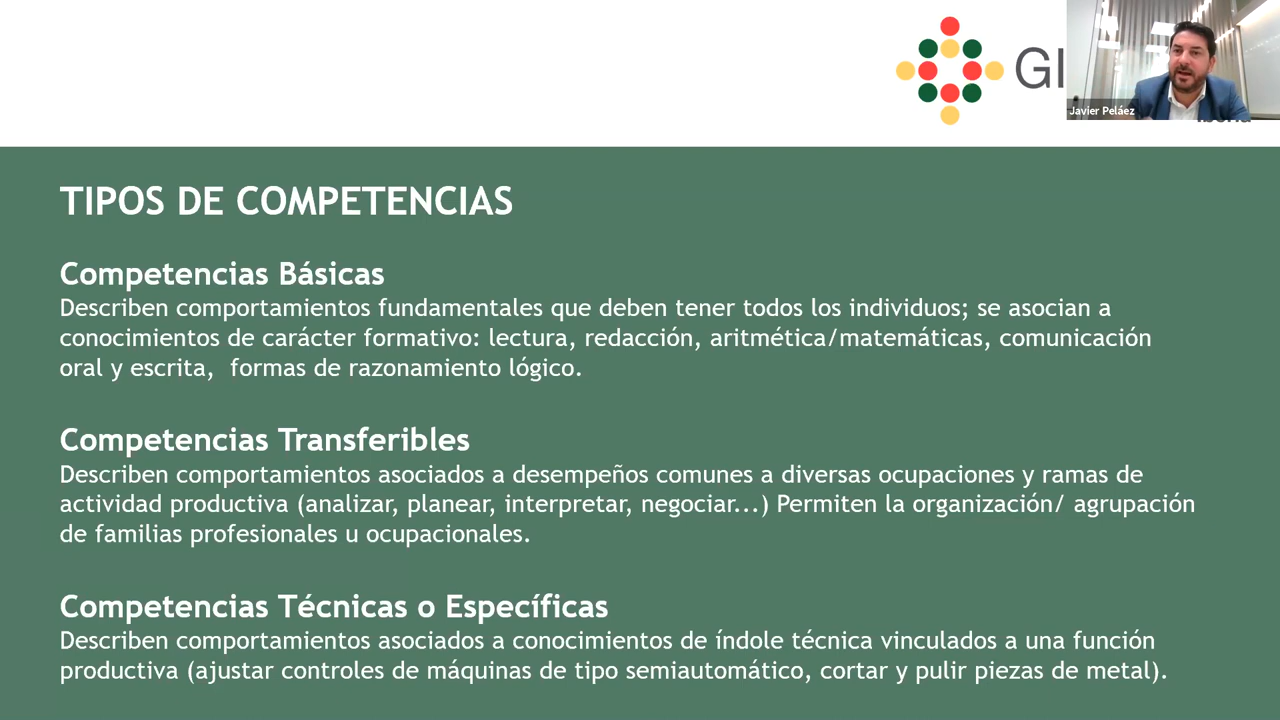 GI
Javier Peláez
TIPOS DE COMPETENCIAS
Competencias Básicas
Describen comportamientos fundamentales que deben tener todos los individuos; se asocian a
conocimientos de carácter formativo: lectura, redacción, aritmética/matemáticas, comunicación
oral y escrita,  formas de razonamiento lógico.
Competencias Transferibles
Describen comportamientos asociados a desempeños comunes a diversas ocupaciones y ramas de
actividad productiva (analizar, planear, interpretar, negociar...) Permiten la organización/ agrupación
de familias profesionales u ocupacionales.
Competencias Técnicas o Específicas
Describen comportamientos asociados a conocimientos de índole técnica vinculados a una función
productiva (ajustar controles de máquinas de tipo semiautomático, cortar y pulir piezas de metal).